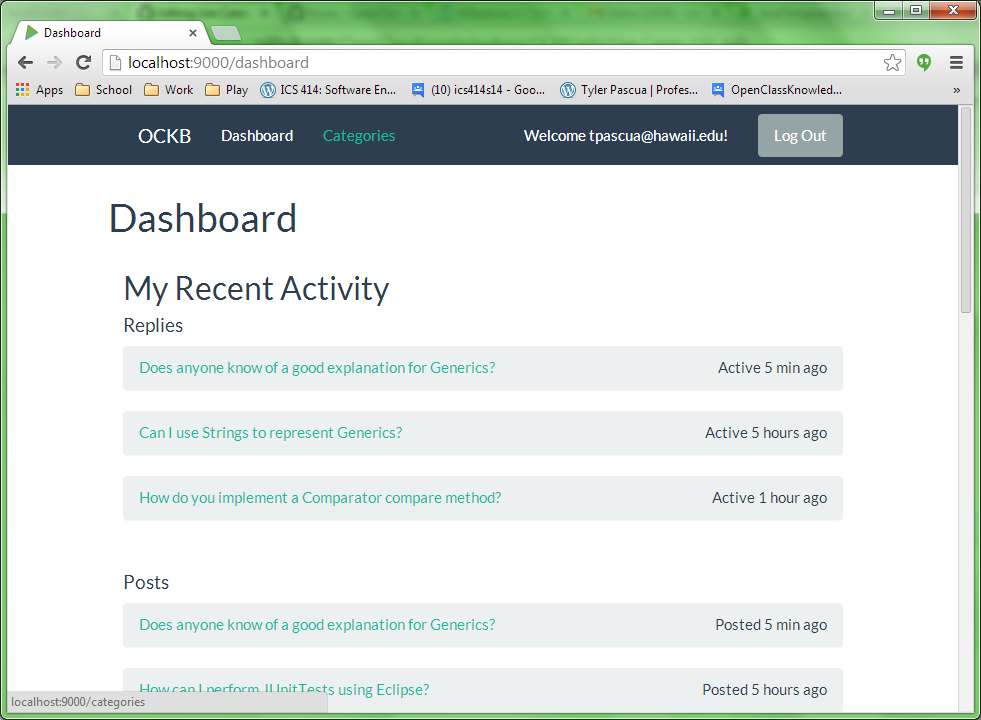 Dashboard
localhost:9000/dashboard
Apps School Work Play ICS 414: Software En... (10) ics414s14 - Goo... Tyler Pascua | Profes... OpenClassKnowled... »
OCKB Dashboard Categories Welcome tpascua@hawaii.edu! Log Out
Dashboard
My Recent Activity
Replies
Does anyone know of a good explanation for Generics? Active 5 min ago
Can I use Strings to represent Generics? Active 5 hours ago
How do you implement a Comparator compare method? Active 1 hour ago
Posts
Does anyone know of a good explanation for Generics? Posted 5 min ago
How can I perform JUnitTests using Eclipse? Posted 5 hours ago
localhost:9000/categories